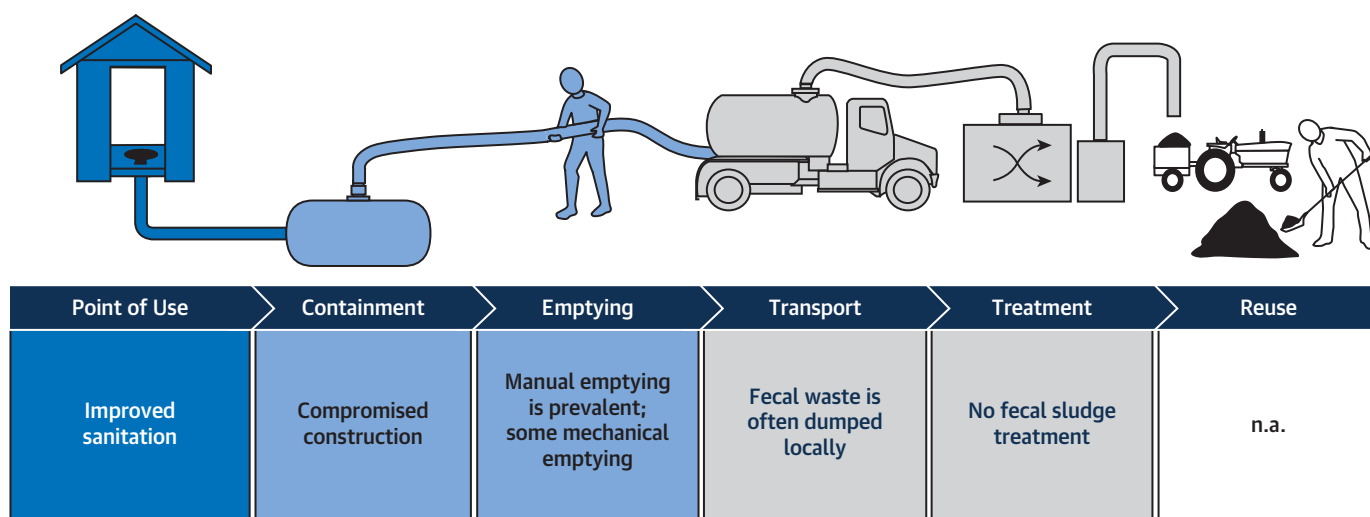 Point of Use
Containment
Emptying
Transport
Treatment
Reuse
Improved
sanitation
Compromised
construction
Manual emptying
is prevalent;
some mechanical
emptying
Fecal waste is
often dumped
locally
No fecal sludge
treatment
n.a.